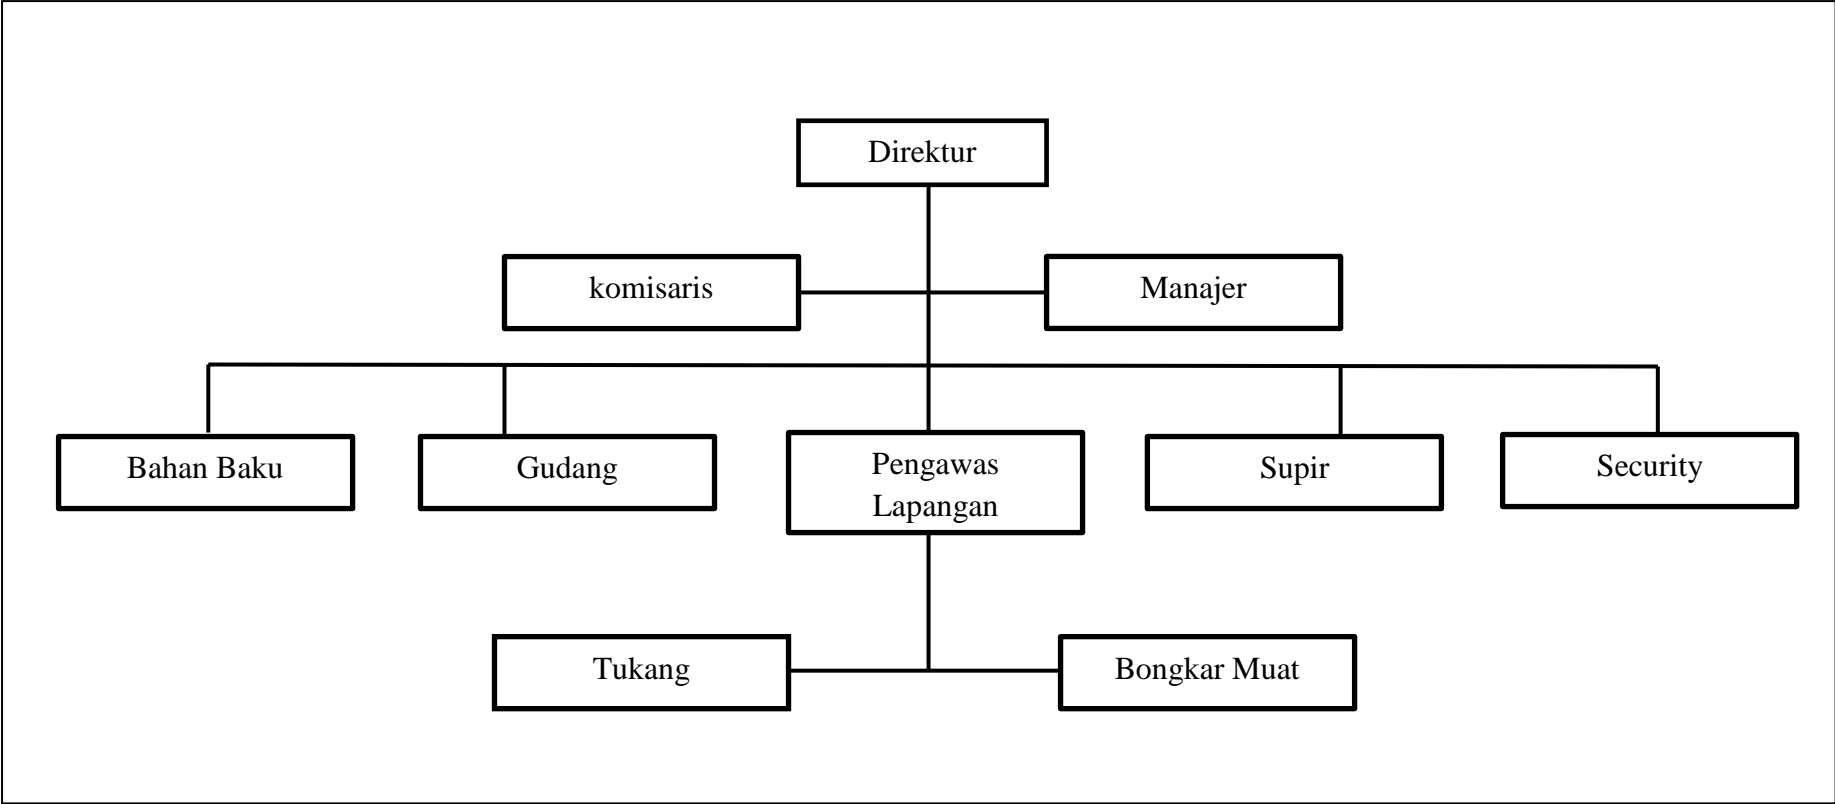 Direktur
komisaris
Manajer
Bahan Baku
Gudang
Pengawas
Lapangan
Supir
Security
Tukang
Bongkar Muat